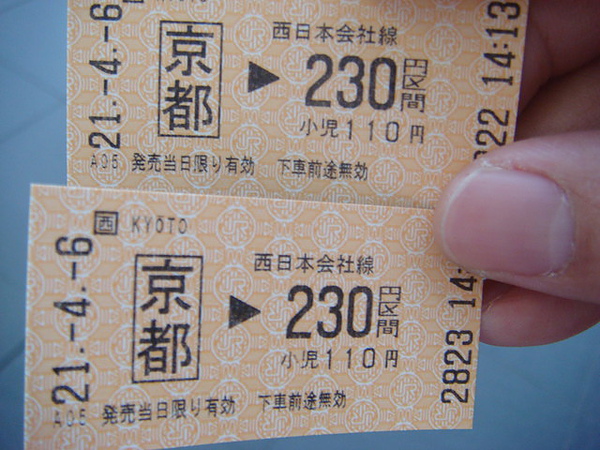 21.-4.-6
京都 ▶ 西日本会社線
230円区間
小児110円
14:13
A05 発売当日限り有効 下車前途無効
西 KYOTO
21.-4.-6
京都 ▶ 西日本会社線
230円区間
小児110円
2823 14:
A05 発売当日限り有効 下車前途無効